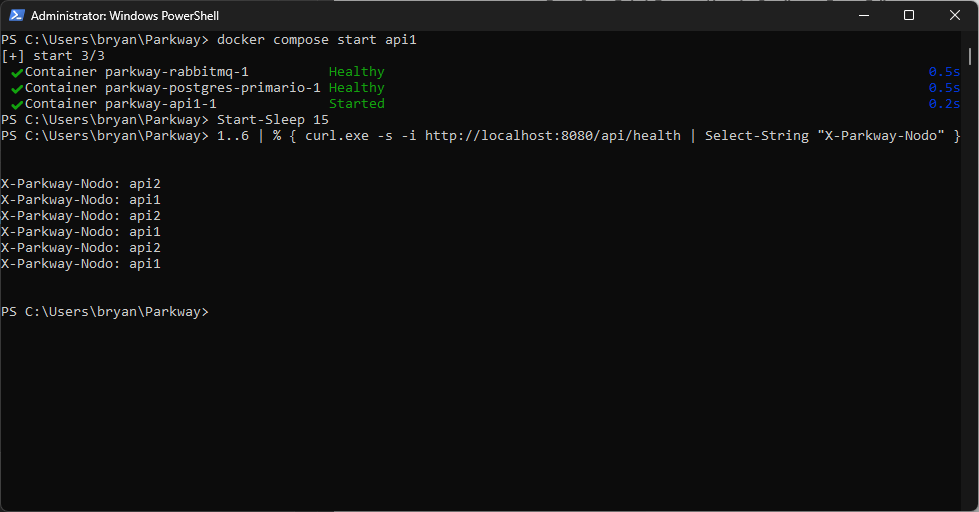 Administrator: Windows PowerShell
PS C:\Users\bryan\Parkway> docker compose start api1
[+] start 3/3
✔Container parkway-rabbitmq-1 Healthy 0.5s
✔Container parkway-postgres-primario-1 Healthy 0.5s
✔Container parkway-api1-1 Started 0.2s
PS C:\Users\bryan\Parkway> Start-Sleep 15
PS C:\Users\bryan\Parkway> 1..6 | % { curl.exe -s -i http://localhost:8080/api/health | Select-String "X-Parkway-Nodo" }
X-Parkway-Nodo: api2
X-Parkway-Nodo: api1
X-Parkway-Nodo: api2
X-Parkway-Nodo: api1
X-Parkway-Nodo: api2
X-Parkway-Nodo: api1
PS C:\Users\bryan\Parkway>